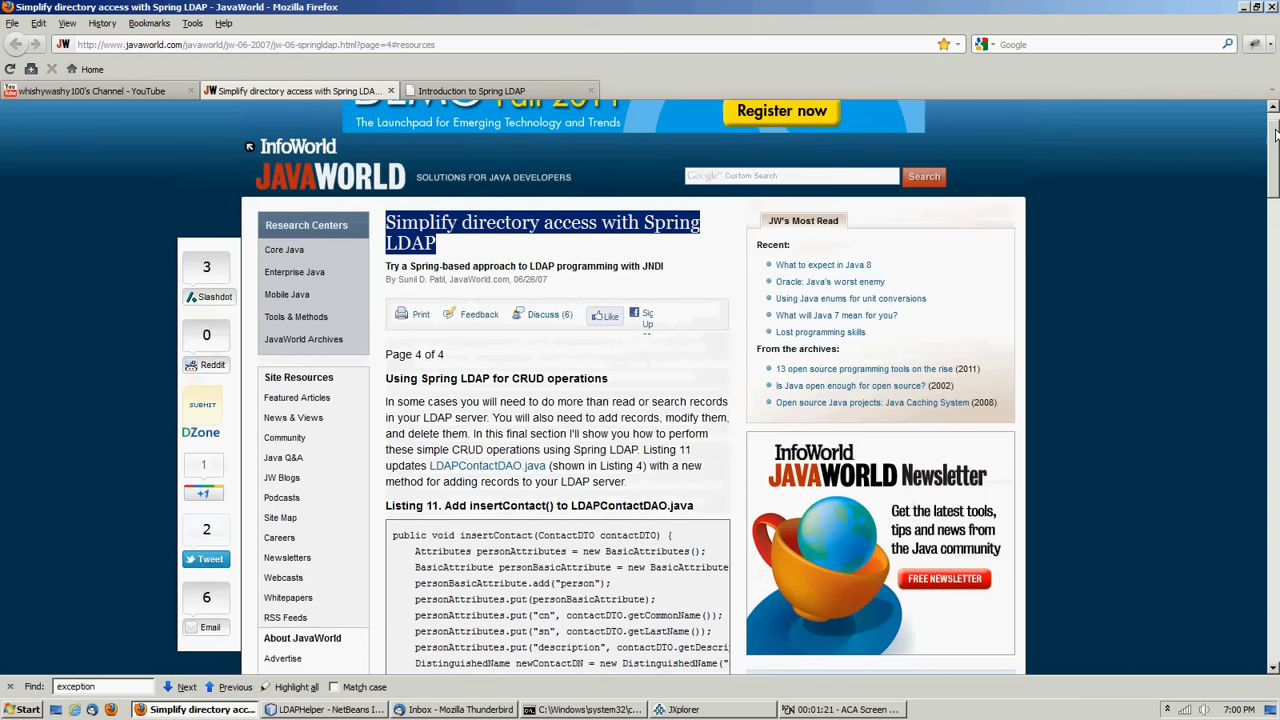 Simplify directory access with Spring LDAP - JavaWorld - Mozilla Firefox
File Edit View History Bookmarks Tools Help
JW http://www.javaworld.com/javaworld/jw-06-2007/jw-06-springldap.html?page=4#resources
Google
Home
whishywashy100's Channel - YouTube
JW Simplify directory access with Spring LDA...
Introduction to Spring LDAP
The Launchpad for Emerging Technology and Trends
Register now
InfoWorld
JAVAWORLD
SOLUTIONS FOR JAVA DEVELOPERS
Google Custom Search
Search
Research Centers
Core Java
Enterprise Java
Mobile Java
Tools & Methods
JavaWorld Archives
Site Resources
Featured Articles
News & Views
Community
Java Q&A
JW Blogs
Podcasts
Site Map
Careers
Newsletters
Webcasts
Whitepapers
RSS Feeds
About JavaWorld
Advertise
3
Slashdot
0
Reddit
SUBMIT
DZone
1
+1
2
Tweet
6
Email
Simplify directory access with Spring
LDAP
Try a Spring-based approach to LDAP programming with JNDI
By Sunil D. Patil, JavaWorld.com, 06/26/07
Print Feedback Discuss (6) Like Sig
Up
Page 4 of 4
Using Spring LDAP for CRUD operations
In some cases you will need to do more than read or search records
in your LDAP server. You will also need to add records, modify them,
and delete them. In this final section I'll show you how to perform
these simple CRUD operations using Spring LDAP. Listing 11
updates LDAPContactDAO.java (shown in Listing 4) with a new
method for adding records to your LDAP server.
Listing 11. Add insertContact() to LDAPContactDAO.java
public void insertContact(ContactDTO contactDTO) {
Attributes personAttributes = new BasicAttributes();
BasicAttribute personBasicAttribute = new BasicAttribute
personBasicAttribute.add("person");
personAttributes.put(personBasicAttribute);
personAttributes.put("cn", contactDTO.getCommonName());
personAttributes.put("sn", contactDTO.getLastName());
personAttributes.put("description", contactDTO.getDescri
DistinguishedName newContactDN = new DistinguishedName("
JW's Most Read
Recent:
What to expect in Java 8
Oracle: Java's worst enemy
Using Java enums for unit conversions
What will Java 7 mean for you?
Lost programming skills
From the archives:
13 open source programming tools on the rise (2011)
Is Java open enough for open source? (2002)
Open source Java projects: Java Caching System (2008)
InfoWorld
JAVAWORLD Newsletter
Get the latest tools,
tips and news from
the Java community
FREE NEWSLETTER
Find: exception Next Previous Highlight all Match case
Start Simplify directory acc... LDAPHelper - NetBeans I... Inbox - Mozilla Thunderbird C:\Windows\system32\c... JXplorer 00:01:21 - ACA Screen ... 7:00 PM